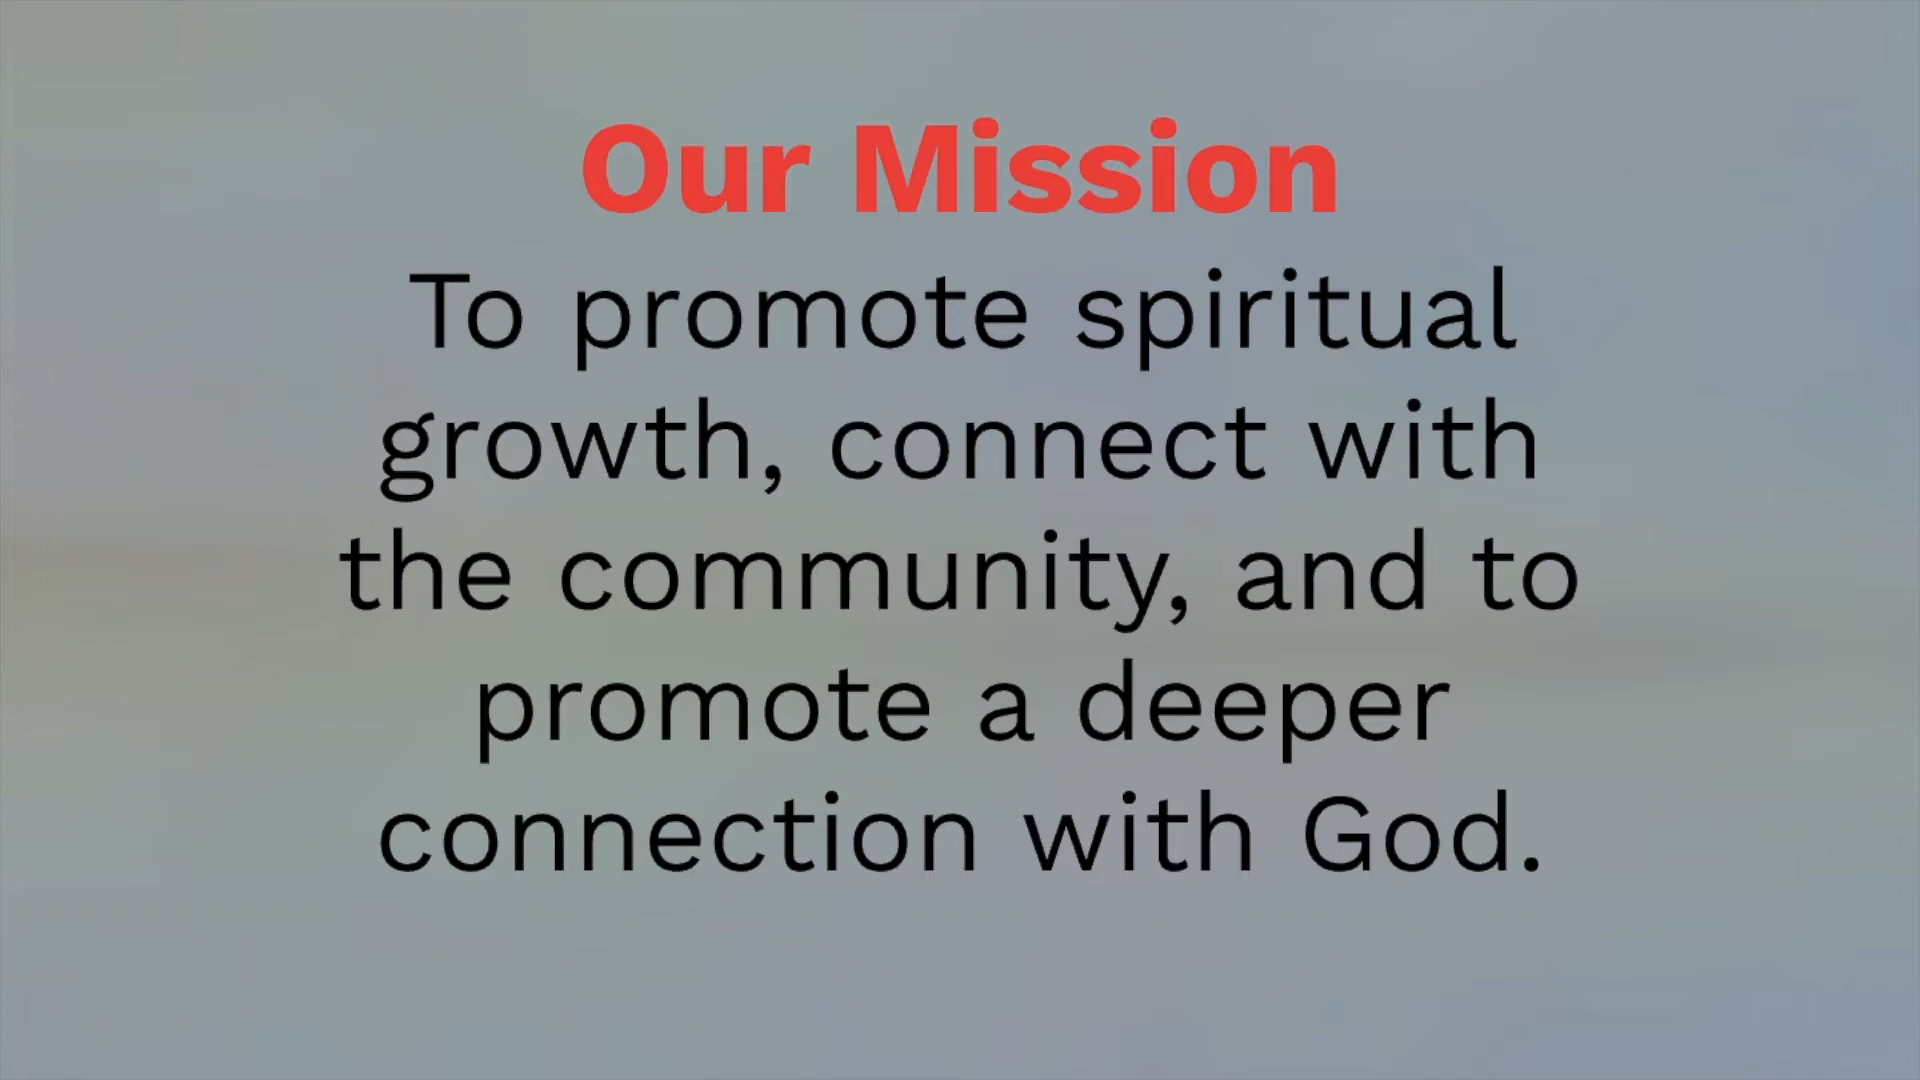 Our Mission
To promote spiritual
growth, connect with
the community, and to
promote a deeper
connection with God.